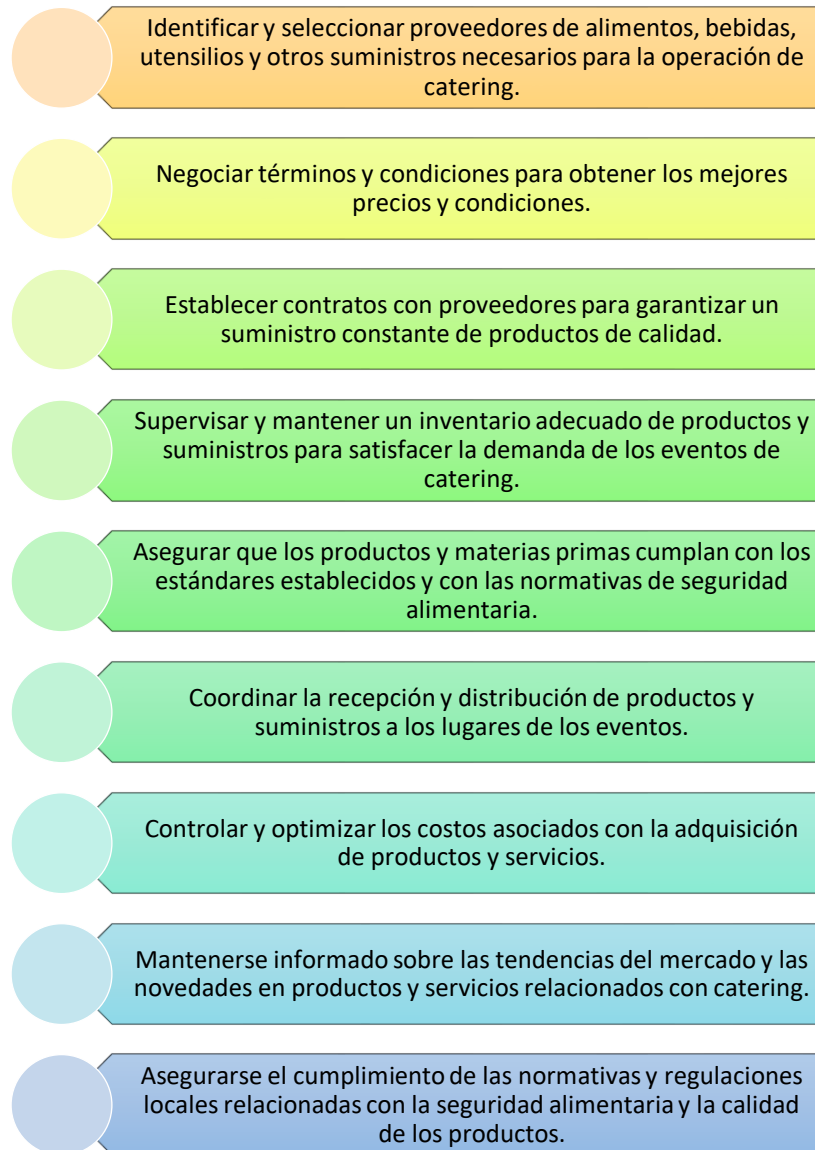 Identificar y seleccionar proveedores de alimentos, bebidas,
utensilios y otros suministros necesarios para la operación de
catering.
Negociar términos y condiciones para obtener los mejores
precios y condiciones.
Establecer contratos con proveedores para garantizar un
suministro constante de productos de calidad.
Supervisar y mantener un inventario adecuado de productos y
suministros para satisfacer la demanda de los eventos de
catering.
Asegurar que los productos y materias primas cumplan con los
estándares establecidos y con las normativas de seguridad
alimentaria.
Coordinar la recepción y distribución de productos y
suministros a los lugares de los eventos.
Controlar y optimizar los costos asociados con la adquisición
de productos y servicios.
Mantenerse informado sobre las tendencias del mercado y las
novedades en productos y servicios relacionados con catering.
Asegurarse el cumplimiento de las normativas y regulaciones
locales relacionadas con la seguridad alimentaria y la calidad
de los productos.